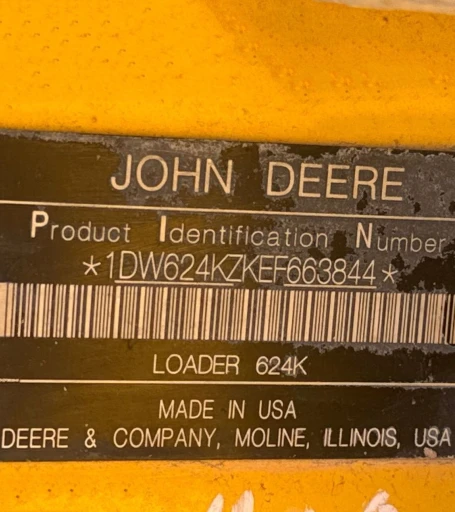 JOHN DEERE
Product Identification Number
*1DW624KZKEF663844*
LOADER 624K
MADE IN USA
DEERE & COMPANY, MOLINE, ILLINOIS, USA